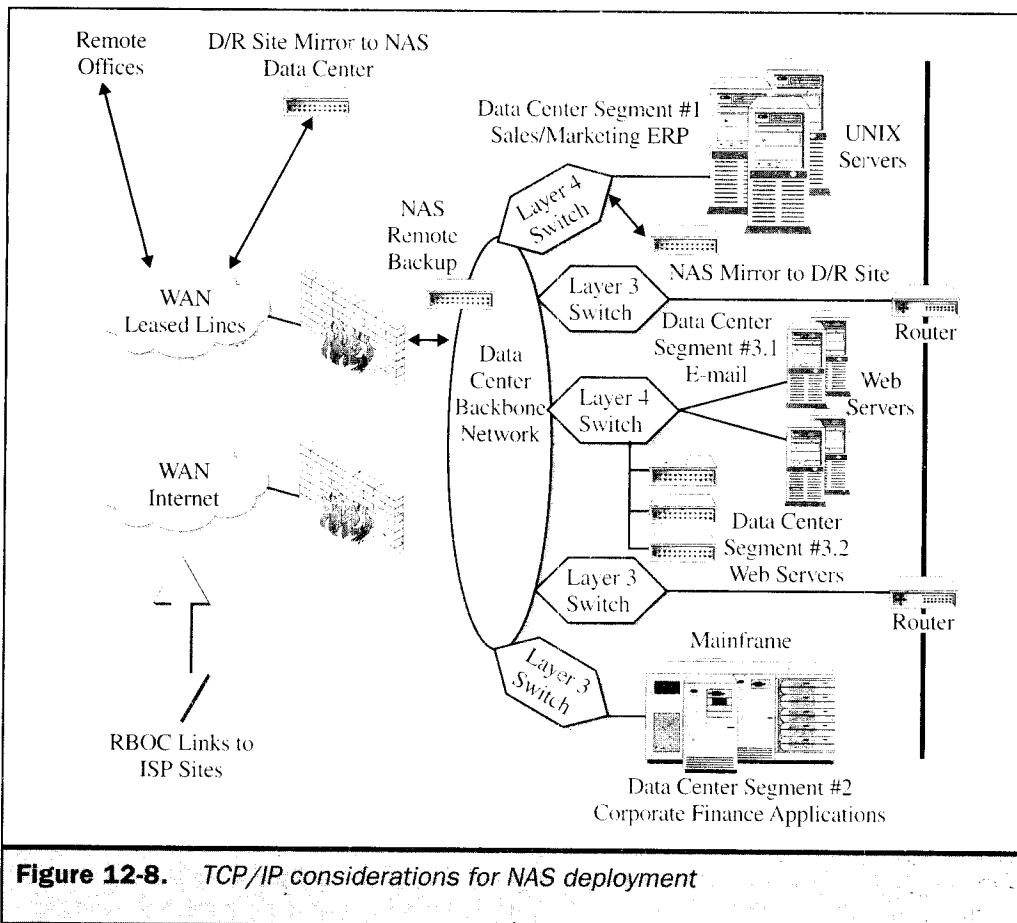 Remote
Offices
D/R Site Mirror to NAS
Data Center
Data Center Segment #1
Sales/Marketing ERP
UNIX
Servers
Layer 4
Switch
NAS
Remote
Backup
NAS Mirror to D/R Site
Layer 3
Switch
Router
WAN
Leased Lines
Data Center
Segment #3.1
E-mail
Data
Center
Backbone
Network
Layer 4
Switch
Web
Servers
WAN
Internet
Data Center
Segment #3.2
Web Servers
Layer 3
Switch
Router
Layer 3
Switch
Mainframe
RBOC Links to
ISP Sites
Data Center Segment #2
Corporate Finance Applications
Figure 12-8. TCP/IP considerations for NAS deployment